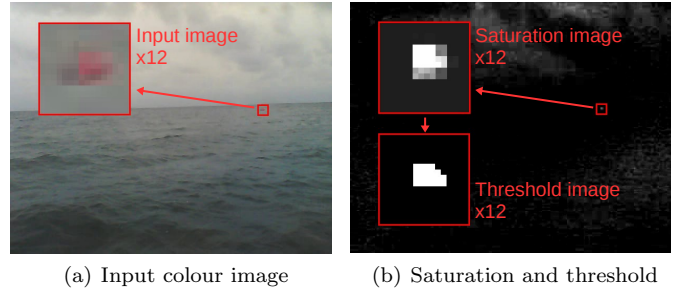 Input image
x12
Saturation image
x12
Threshold image
x12
(a) Input colour image
(b) Saturation and threshold